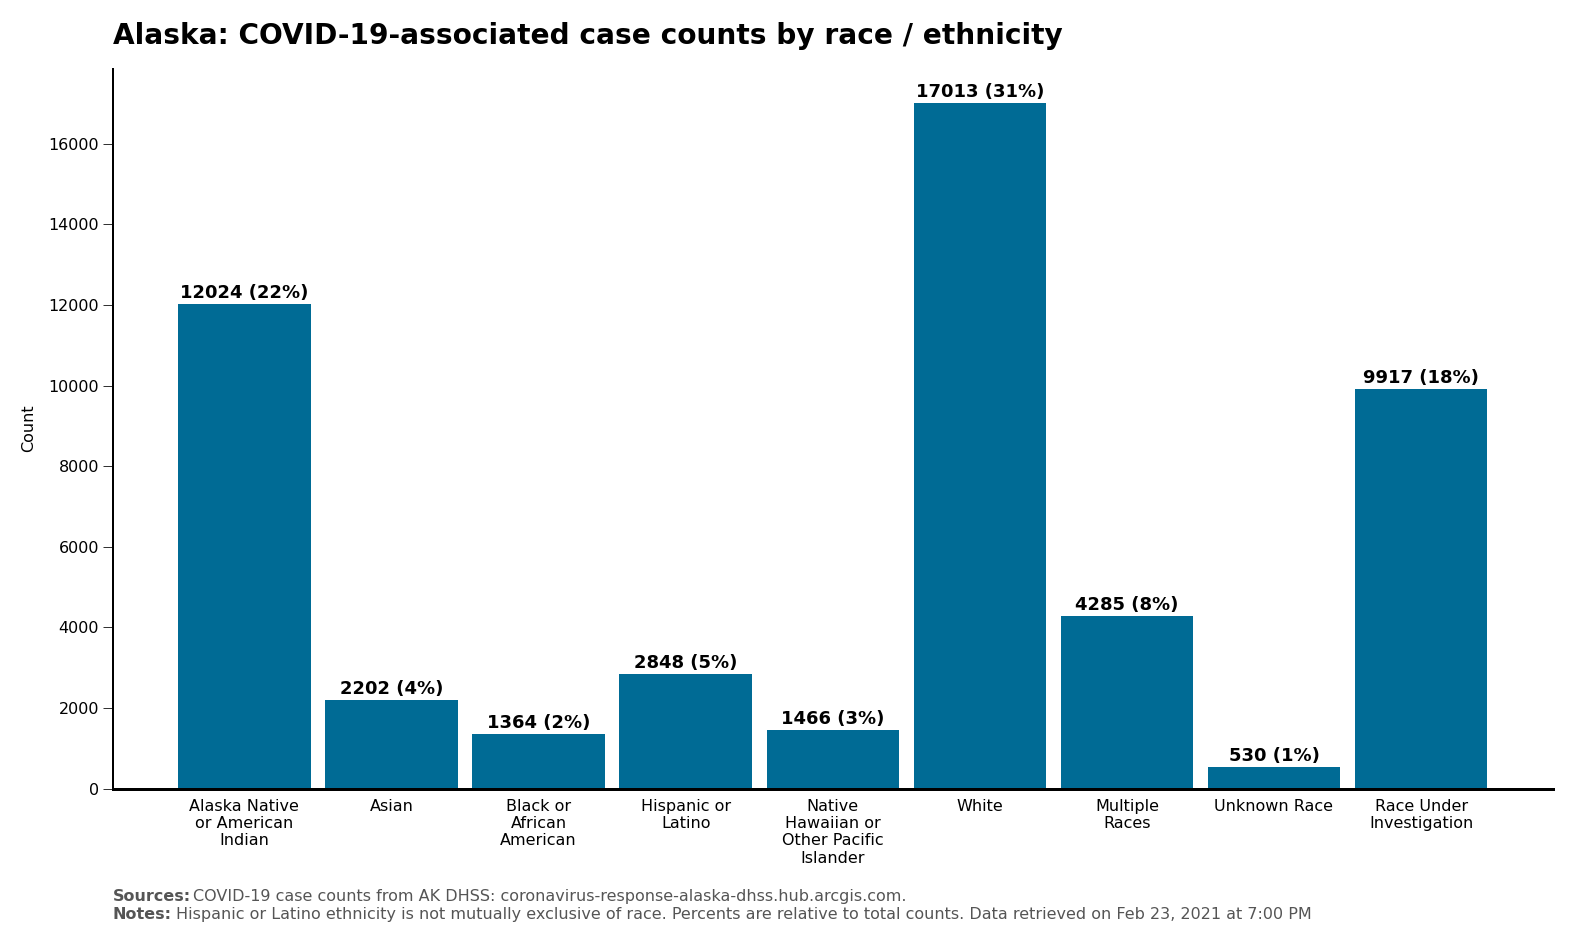 Alaska: COVID-19-associated case counts by race / ethnicity
17013 (31%)
16000
14000
12024 (22%)
12000
9917 (18%)
10000
Count
8000
6000
4285 (8%)
4000
2848 (5%)
2202 (4%)
1466 (3%)
1364 (2%)
2000
530 (1%)
0
Alaska Native
or American
Indian
Asian
Black or
African
American
Hispanic or
Latino
Native
Hawaiian or
Other Pacific
Islander
White
Multiple
Races
Unknown Race
Race Under
Investigation
Sources: COVID-19 case counts from AK DHSS: coronavirus-response-alaska-dhss.hub.arcgis.com.
Notes: Hispanic or Latino ethnicity is not mutually exclusive of race. Percents are relative to total counts. Data retrieved on Feb 23, 2021 at 7:00 PM